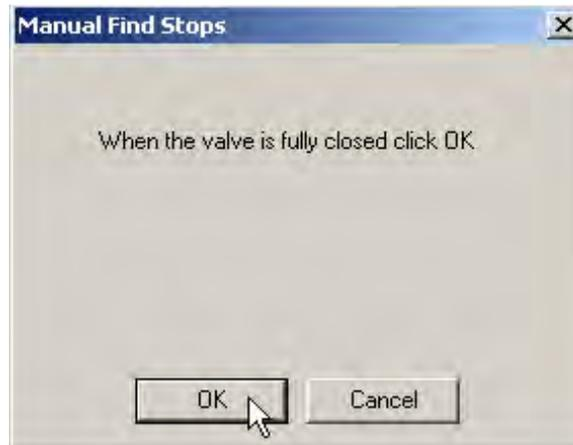 Manual Find Stops
When the valve is fully closed click OK
OK
Cancel